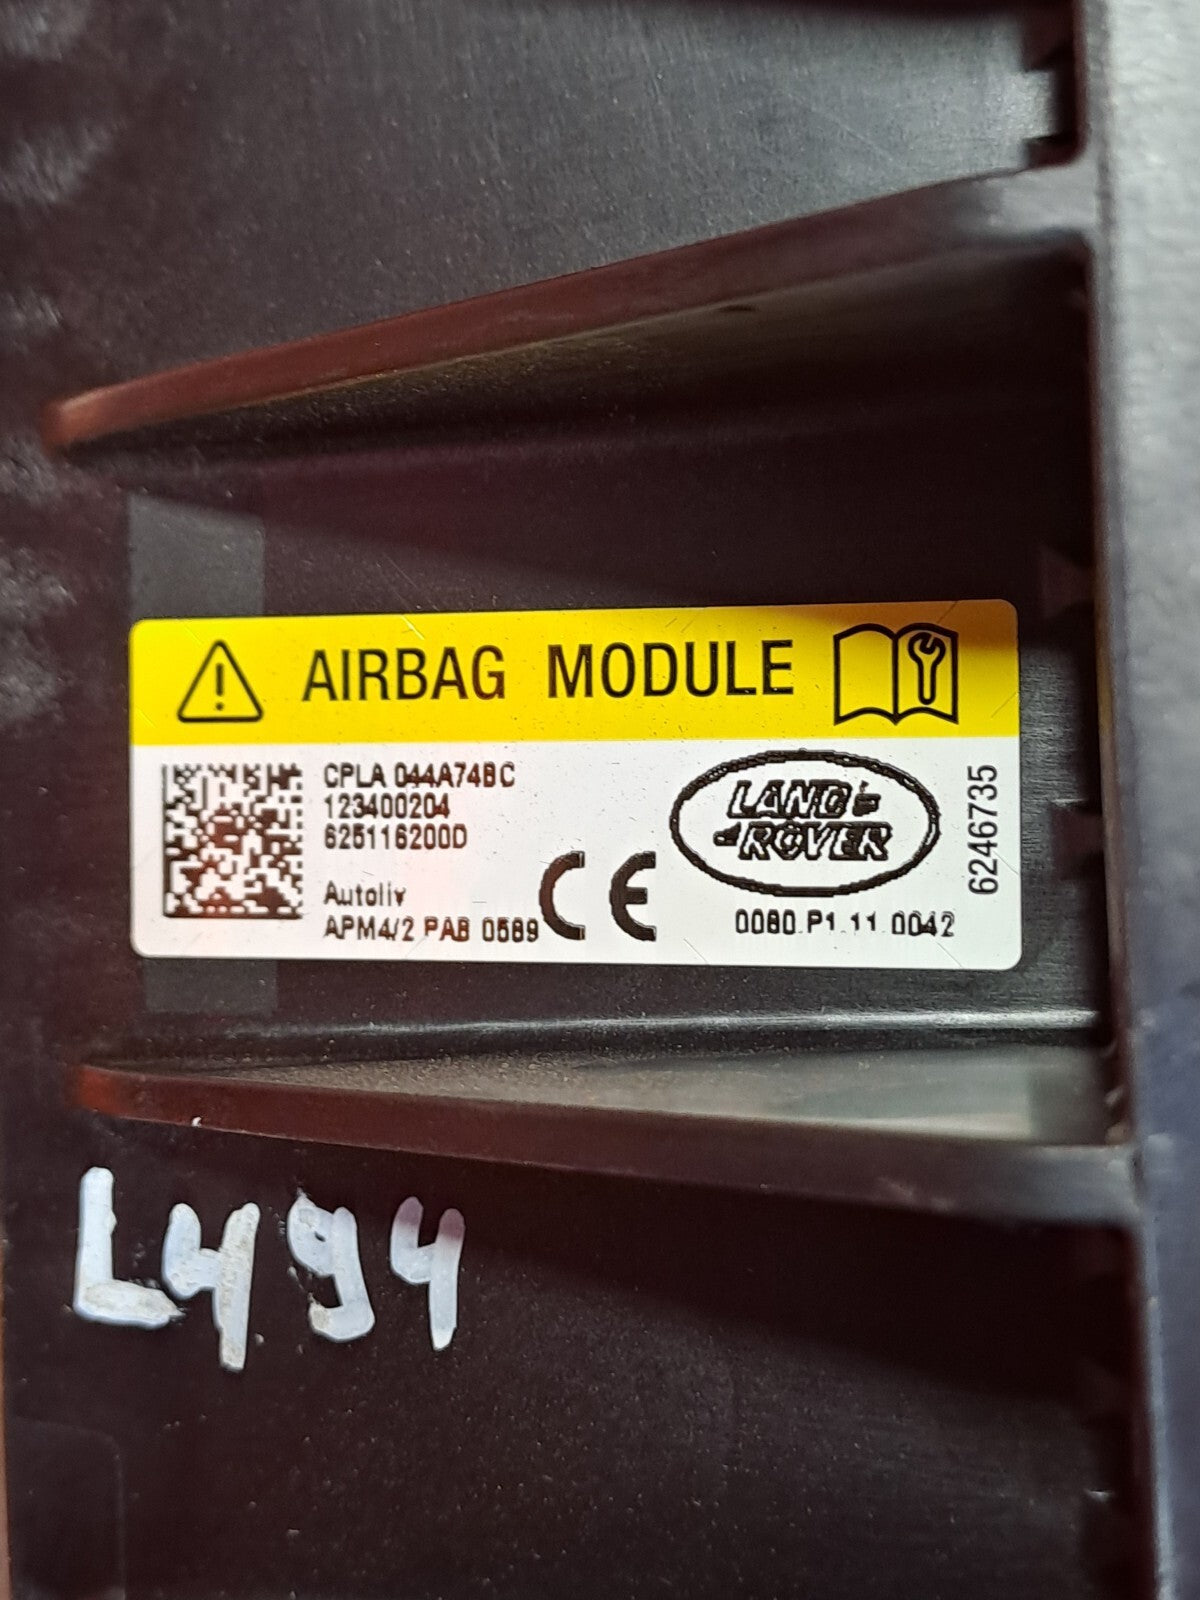 AIRBAG MODULE
CPLA 044A74BC
123400204
625116200D
Autoliv
APM4/2 PAB 0589
CE
LAND-
ROVER
0080.P1.11.0042
6246735
L494